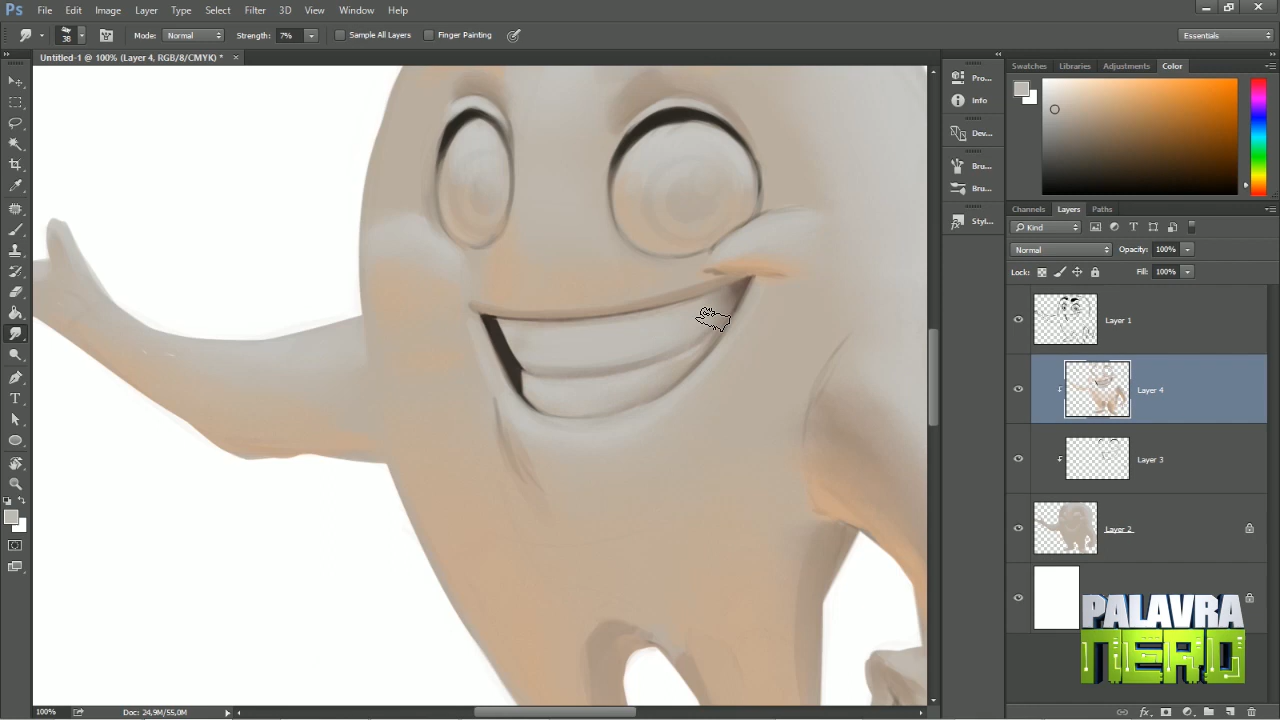 Ps File Edit Image Layer Type Select Filter 3D View Window Help
38 Mode: Normal Strength: 7% Sample All Layers Finger Painting Essentials
Untitled-1 @ 100% (Layer 4, RGB/8/CMYK) * ×
Swatches Libraries Adjustments Color
Pro...
Info
Dev...
Bru...
Bru...
Styl...
Channels Layers Paths
Kind
Normal Opacity: 100%
Lock: Fill: 100%
Layer 1
Layer 4
Layer 3
Layer 2
PALAVRA
NERD
100% Doc: 24,9M/55,0M
fx